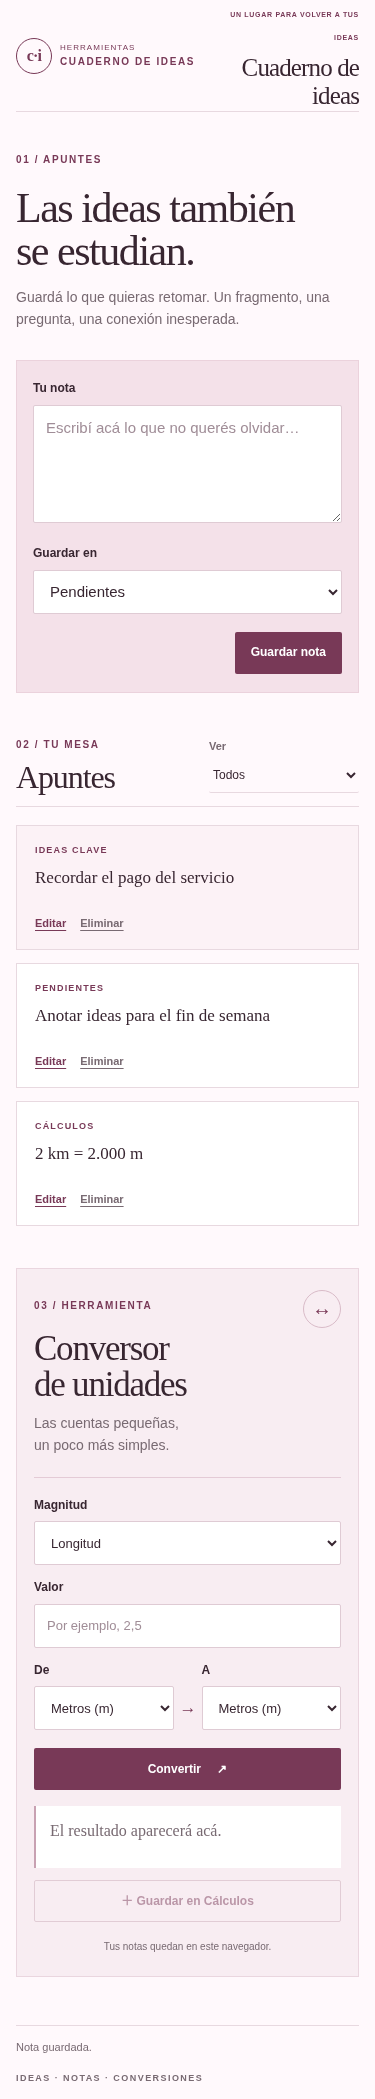 UN LUGAR PARA VOLVER A TUS
IDEAS
c·i
HERRAMIENTAS
CUADERNO DE IDEAS
Cuaderno de
ideas
01 / APUNTES
Las ideas también
se estudian.
Guardá lo que quieras retomar. Un fragmento, una
pregunta, una conexión inesperada.
Tu nota
Escribí acá lo que no querés olvidar…
Guardar en
Pendientes
Guardar nota
02 / TU MESA
Apuntes
Ver
Todos
IDEAS CLAVE
Recordar el pago del servicio
Editar Eliminar
PENDIENTES
Anotar ideas para el fin de semana
Editar Eliminar
CÁLCULOS
2 km = 2.000 m
Editar Eliminar
03 / HERRAMIENTA
↔
Conversor
de unidades
Las cuentas pequeñas,
un poco más simples.
Magnitud
Longitud
Valor
Por ejemplo, 2,5
De A
Metros (m) → Metros (m)
Convertir ↗
El resultado aparecerá acá.
+ Guardar en Cálculos
Tus notas quedan en este navegador.
Nota guardada.
IDEAS · NOTAS · CONVERSIONES